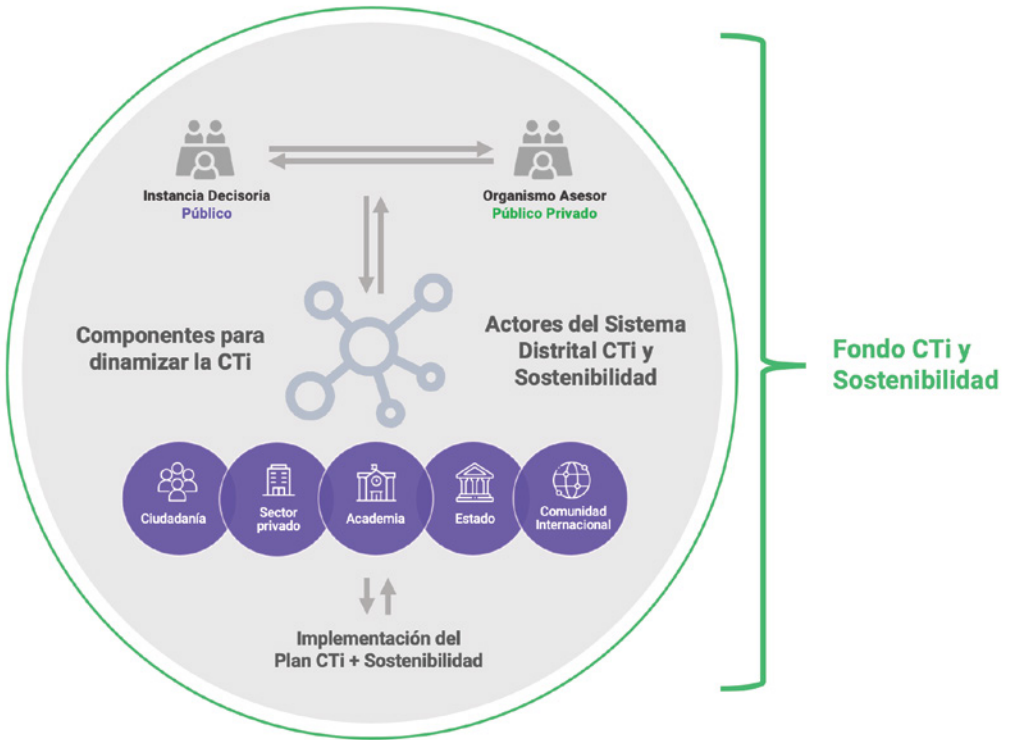 Instancia Decisoria
Público
Organismo Asesor
Público Privado
Componentes para
dinamizar la CTi
Actores del Sistema
Distrital CTi y
Sostenibilidad
Fondo CTi y
Sostenibilidad
Ciudadanía
Sector
privado
Academia
Estado
Comunidad
Internacional
Implementación del
Plan CTi + Sostenibilidad